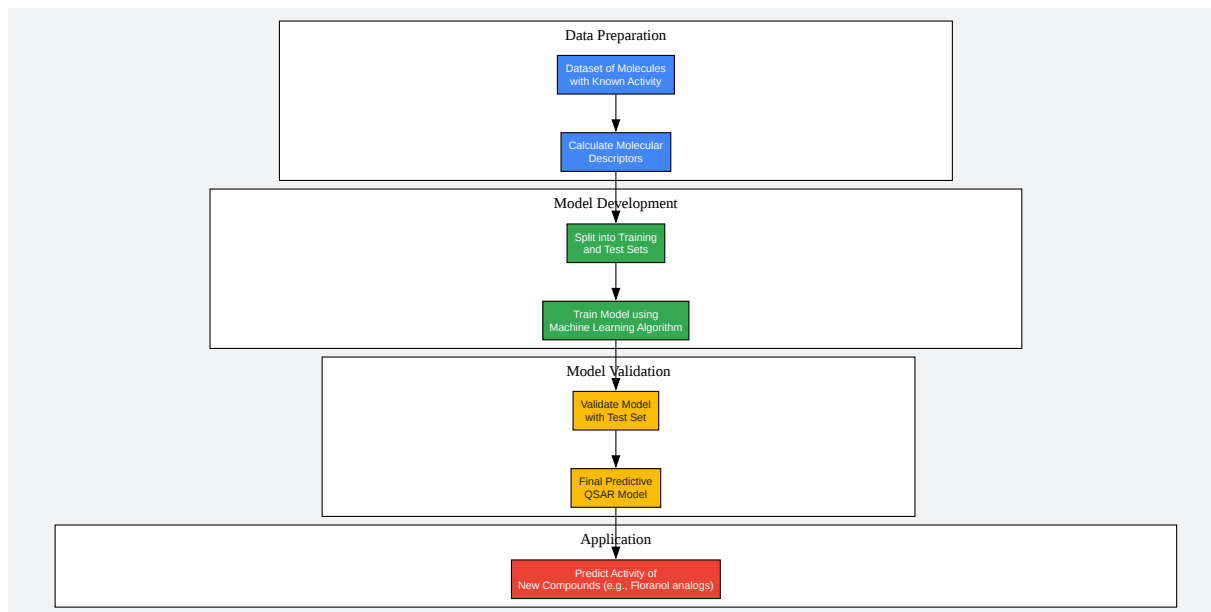 Data Preparation
Dataset of Molecules
with Known Activity
Calculate Molecular
Descriptors
Model Development
Split into Training
and Test Sets
Train Model using
Machine Learning Algorithm
Model Validation
Validate Model
with Test Set
Final Predictive
QSAR Model
Application
Predict Activity of
New Compounds (e.g., Floranol analogs)